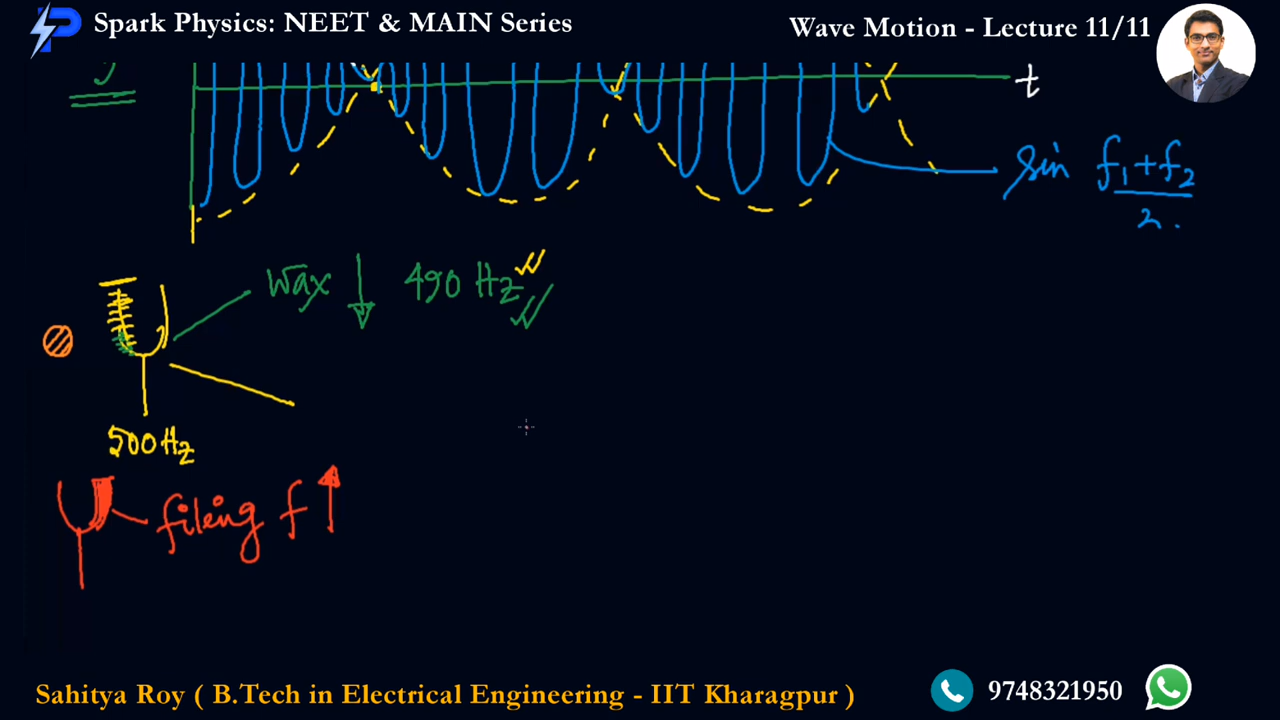 Spark Physics: NEET & MAIN Series
Wave Motion - Lecture 11/11
y
t
sin f₁+f₂
2.
Wax ↓ 490 Hz
500Hz
filing f ↑
Sahitya Roy ( B.Tech in Electrical Engineering - IIT Kharagpur )
9748321950